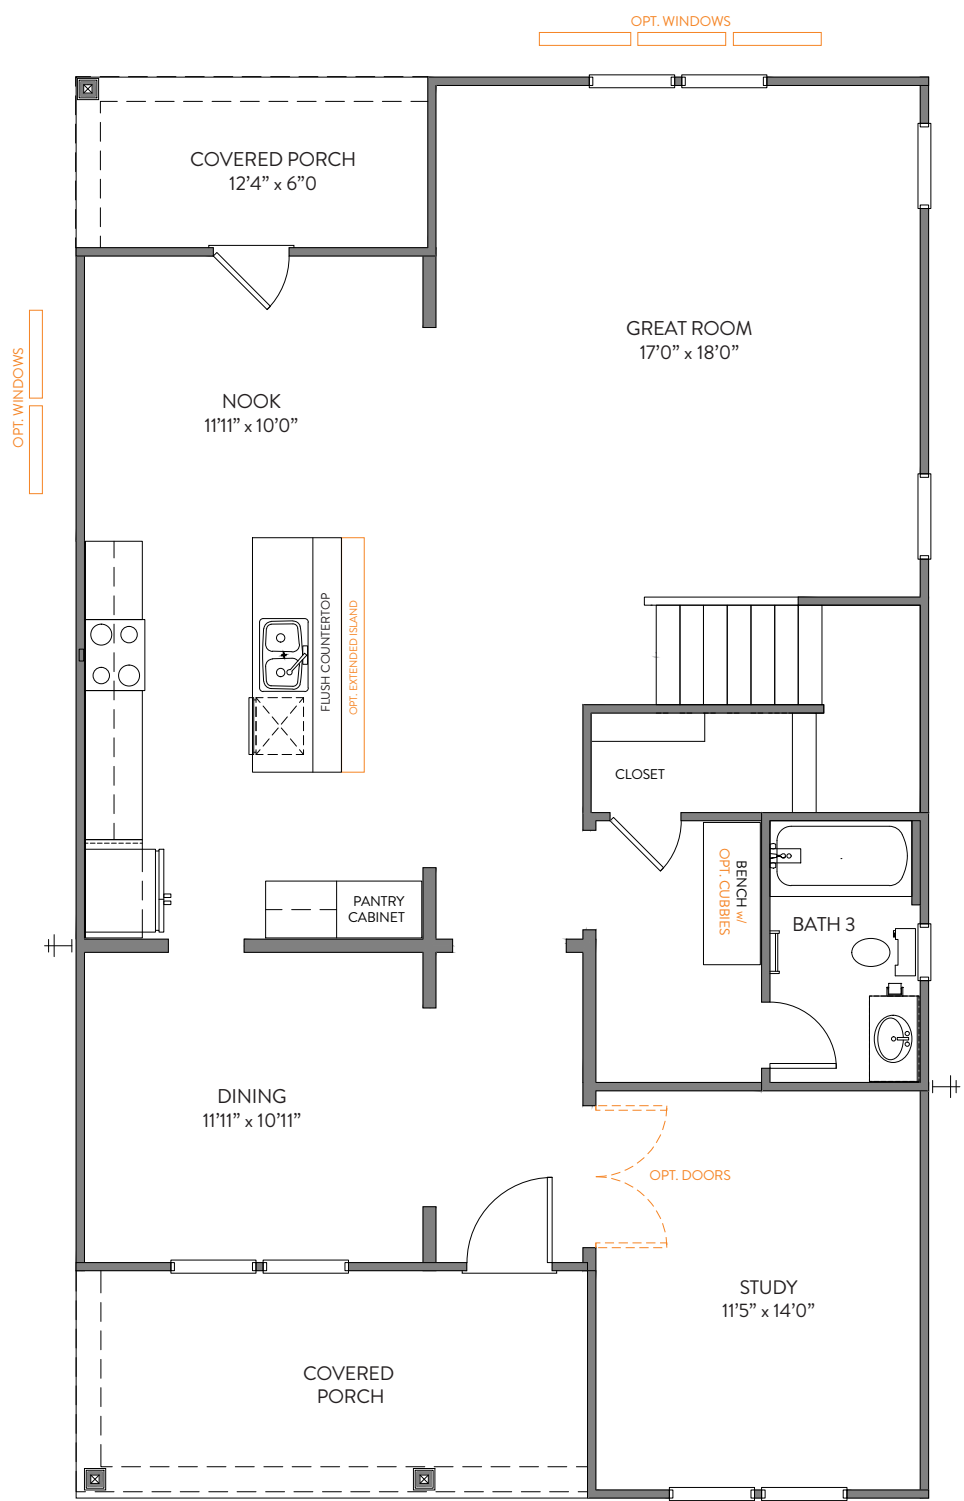 OPT. WINDOWS
COVERED PORCH
12'4” x 6”0
GREAT ROOM
17'0” x 18'0”
OPT. WINDOWS
NOOK
11'11” x 10'0”
FLUSH COUNTERTOP
OPT. EXTENDED ISLAND
CLOSET
BENCH w/
OPT. CUBBIES
PANTRY
CABINET
BATH 3
DINING
11'11” x 10'11”
OPT. DOORS
STUDY
11'5” x 14'0”
COVERED
PORCH